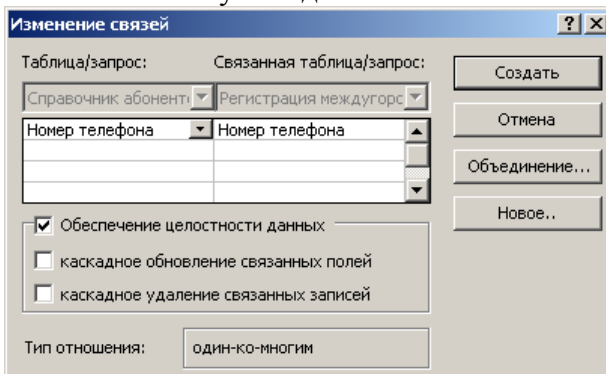 Изменение связей
Таблица/запрос: Связанная таблица/запрос:
Справочник абонент Регистрация междугорс
Номер телефона Номер телефона
Обеспечение целостности данных
каскадное обновление связанных полей
каскадное удаление связанных записей
Тип отношения: один-ко-многим
Создать
Отмена
Объединение...
Новое..